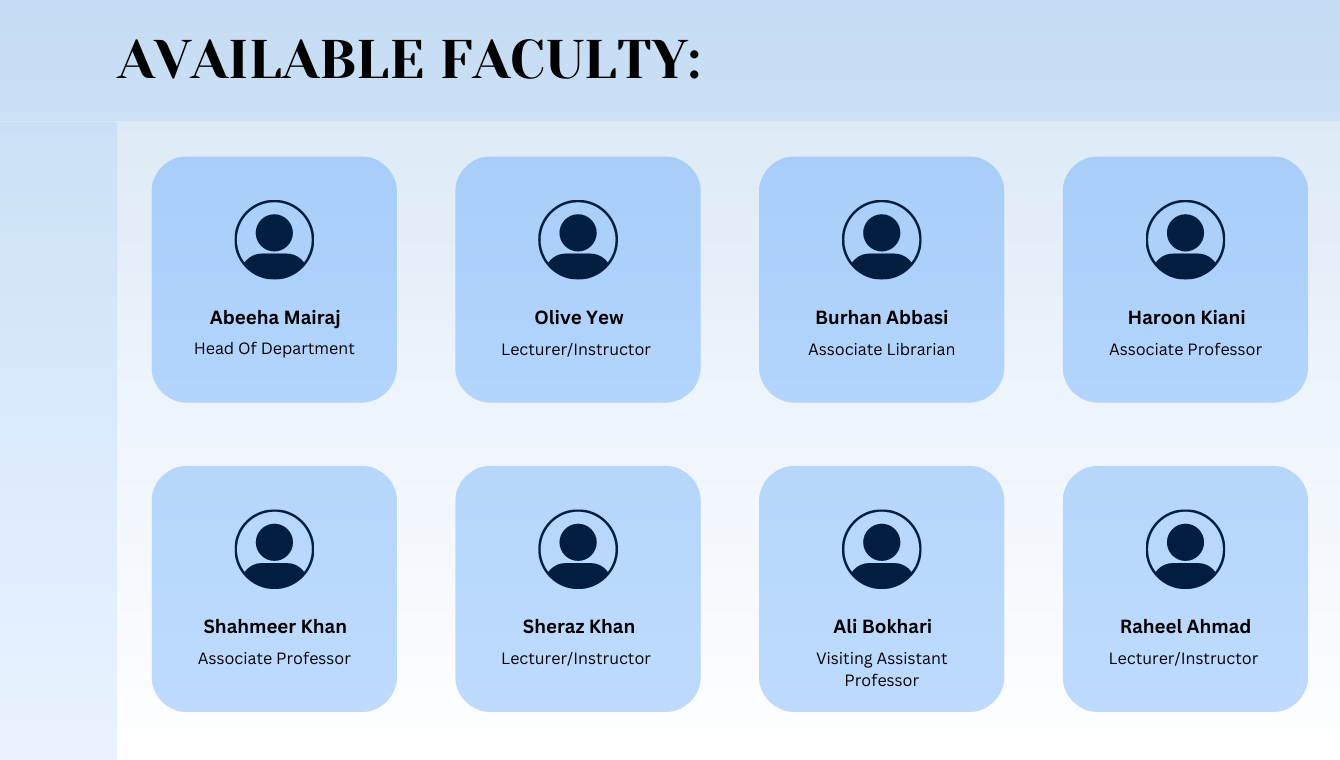 AVAILABLE FACULTY:
Abeeha Mairaj
Head Of Department
Olive Yew
Lecturer/Instructor
Burhan Abbasi
Associate Librarian
Haroon Kiani
Associate Professor
Shahmeer Khan
Associate Professor
Sheraz Khan
Lecturer/Instructor
Ali Bokhari
Visiting Assistant
Professor
Raheel Ahmad
Lecturer/Instructor